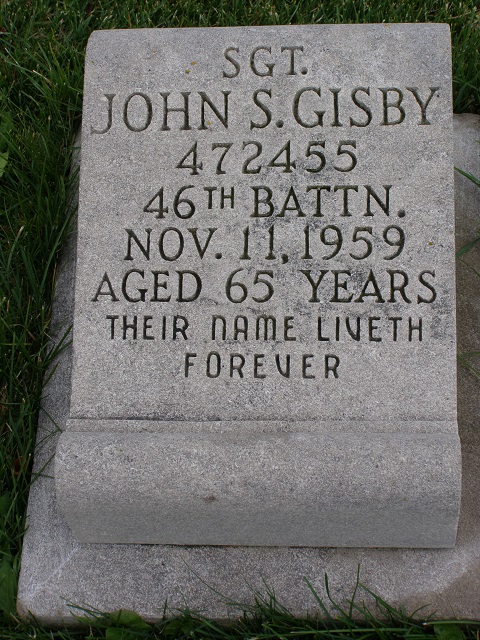 SGT.
JOHN S. GISBY
472455
46TH BATTN.
NOV. 11, 1959
AGED 65 YEARS
THEIR NAME LIVETH
FOREVER